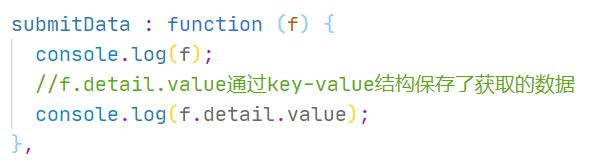 submitData : function (f) {
console.log(f);
//f.detail.value通过key-value结构保存了获取的数据
console.log(f.detail.value);
},